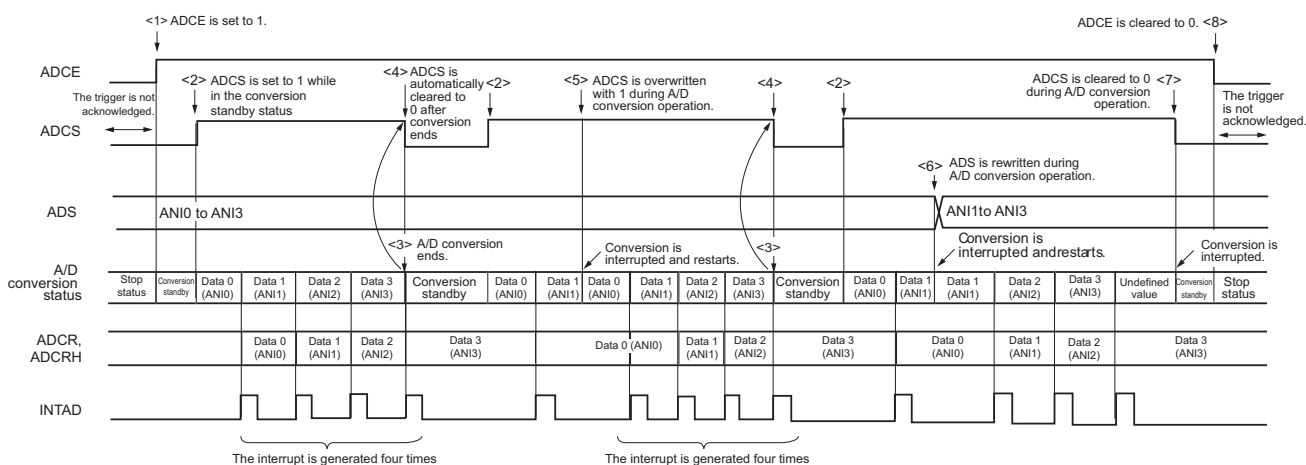 <1> ADCE is set to 1.
ADCE is cleared to 0. <8>
ADCE
The trigger is not
acknowledged.
<2> ADCS is set to 1 while
in the conversion
standby status
<4> ADCS is
automatically
cleared to
0 after
conversion
ends
<2>
<5> ADCS is overwritten
with 1 during A/D
conversion operation.
<4>
<2>
ADCS is cleared to 0 <7>
during A/D conversion
operation.
The trigger
is not
acknowledged.
ADCS
<6> ADS is rewritten during
A/D conversion operation.
ADS
ANI0 to ANI3
ANI1to ANI3
<3> A/D conversion
ends.
Conversion is
interrupted and restarts.
<3>
Conversion is
interrupted andrestarts.
Conversion is
interrupted.
A/D
conversion
status
Stop
status
Conversion
standby
Data 0
(ANI0)
Data 1
(ANI1)
Data 2
(ANI2)
Data 3
(ANI3)
Conversion
standby
Data 0
(ANI0)
Data 1
(ANI1)
Data 0
(ANI0)
Data 1
(ANI1)
Data 2
(ANI2)
Data 3
(ANI3)
Conversion
standby
Data 0
(ANI0)
Data 1
(ANI1)
Data 1
(ANI1)
Data 2
(ANI2)
Data 3
(ANI3)
Undefined
value
Conversion
standby
Stop
status
ADCR,
ADCRH
Data 0
(ANI0)
Data 1
(ANI1)
Data 2
(ANI2)
Data 3
(ANI3)
Data 0 (ANI0)
Data 1
(ANI1)
Data 2
(ANI2)
Data 3
(ANI3)
Data 0
(ANI0)
Data 1
(ANI1)
Data 2
(ANI2)
Data 3
(ANI3)
INTAD
The interrupt is generated four times
The interrupt is generated four times